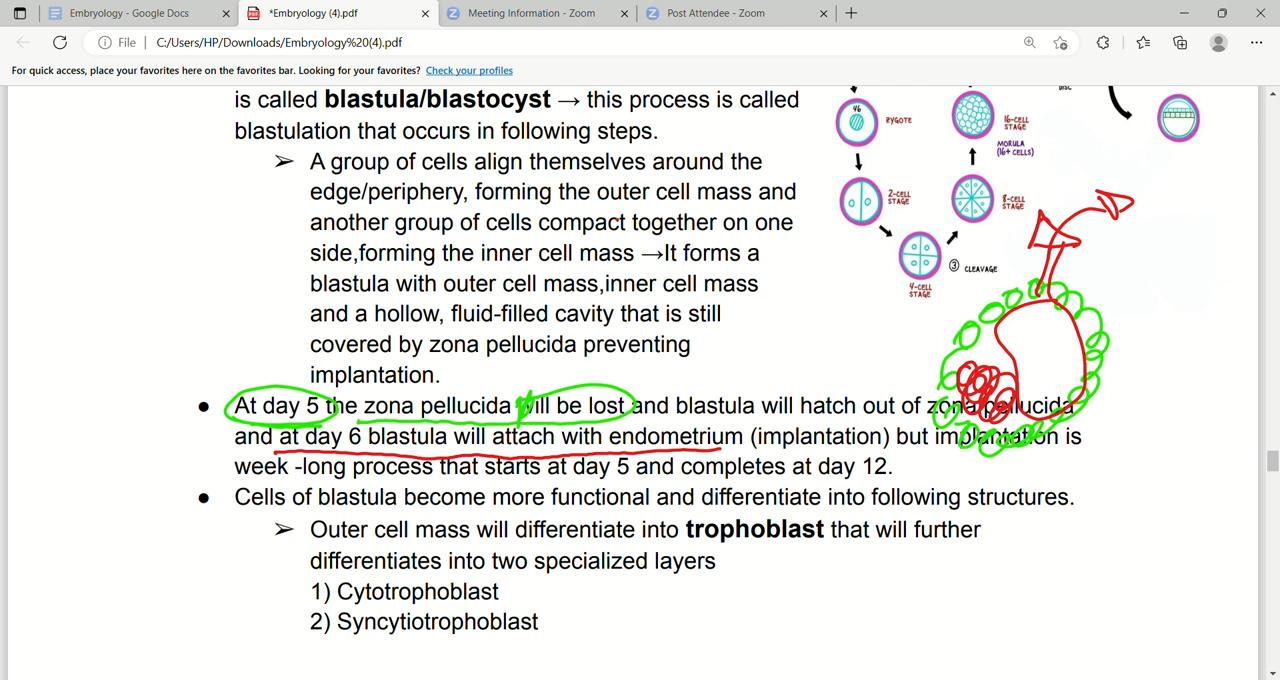 Embryology - Google Docs
*Embryology (4).pdf
Meeting Information - Zoom
Post Attendee - Zoom
File
C:/Users/HP/Downloads/Embryology%20(4).pdf
For quick access, place your favorites here on the favorites bar. Looking for your favorites? Check your profiles
is called blastula/blastocyst → this process is called
blastulation that occurs in following steps.
➢ A group of cells align themselves around the
edge/periphery, forming the outer cell mass and
another group of cells compact together on one
side,forming the inner cell mass →It forms a
blastula with outer cell mass,inner cell mass
and a hollow, fluid-filled cavity that is still
covered by zona pellucida preventing
implantation.
● At day 5 the zona pellucida will be lost and blastula will hatch out of zona pellucida
and at day 6 blastula will attach with endometrium (implantation) but implantation is
week -long process that starts at day 5 and completes at day 12.
● Cells of blastula become more functional and differentiate into following structures.
➢ Outer cell mass will differentiate into trophoblast that will further
differentiates into two specialized layers
1) Cytotrophoblast
2) Syncytiotrophoblast
DISC
46
ZYGOTE
16-CELL
STAGE
MORULA
(16+ CELLS)
2-CELL
STAGE
8-CELL
STAGE
③ CLEAVAGE
4-CELL
STAGE